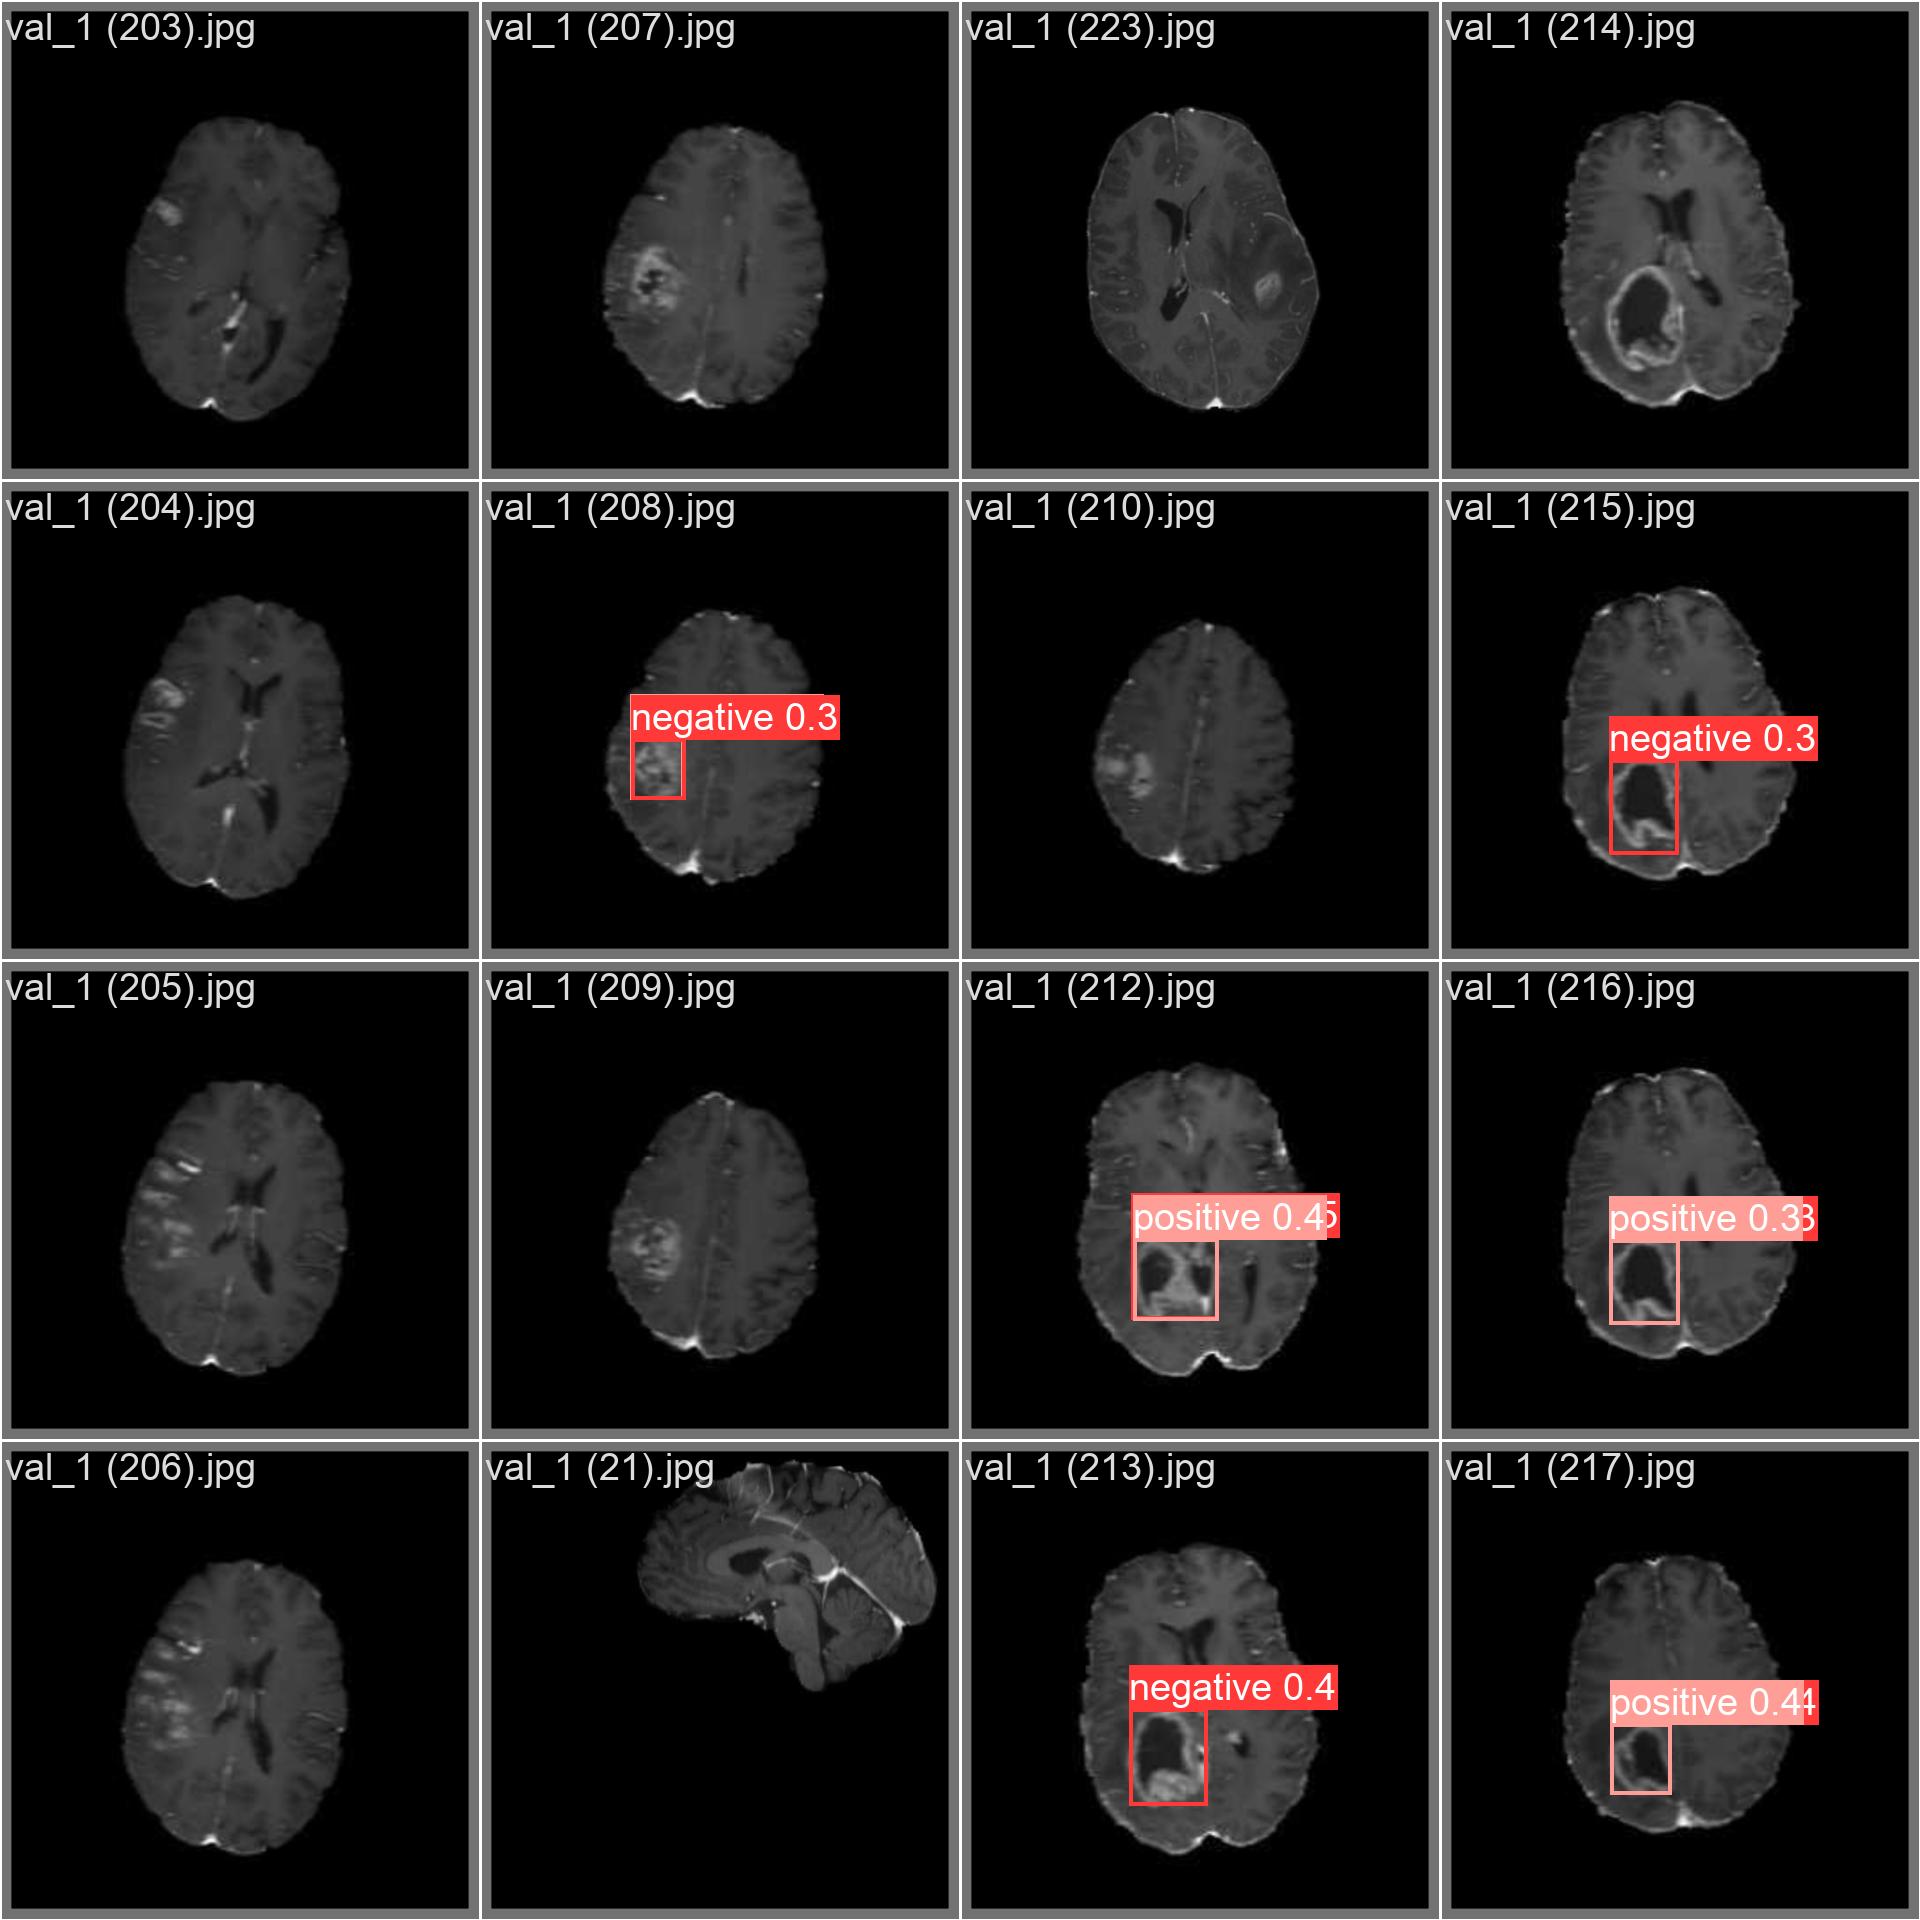 val_1 (203).jpg
val_1 (207).jpg
val_1 (223).jpg
val_1 (214).jpg
val_1 (204).jpg
val_1 (208).jpg
val_1 (210).jpg
val_1 (215).jpg
negative 0.3
negative 0.3
val_1 (205).jpg
val_1 (209).jpg
val_1 (212).jpg
val_1 (216).jpg
positive 0.4
5
positive 0.3
3
val_1 (206).jpg
val_1 (21).jpg
val_1 (213).jpg
val_1 (217).jpg
negative 0.4
positive 0.4
4